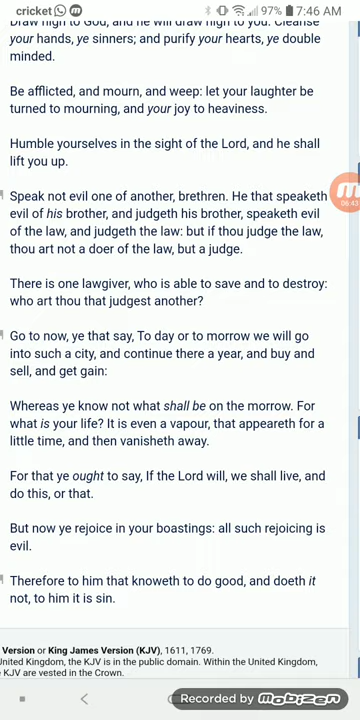 cricket 97% 7:46 AM
Draw nigh to God, and he will draw nigh to you. Cleanse
your hands, ye sinners; and purify your hearts, ye double
minded.
Be afflicted, and mourn, and weep: let your laughter be
turned to mourning, and your joy to heaviness.
Humble yourselves in the sight of the Lord, and he shall
lift you up.
Speak not evil one of another, brethren. He that speaketh
evil of his brother, and judgeth his brother, speaketh evil
of the law, and judgeth the law: but if thou judge the law,
thou art not a doer of the law, but a judge.
06:43
There is one lawgiver, who is able to save and to destroy:
who art thou that judgest another?
Go to now, ye that say, To day or to morrow we will go
into such a city, and continue there a year, and buy and
sell, and get gain:
Whereas ye know not what shall be on the morrow. For
what is your life? It is even a vapour, that appeareth for a
little time, and then vanisheth away.
For that ye ought to say, If the Lord will, we shall live, and
do this, or that.
But now ye rejoice in your boastings: all such rejoicing is
evil.
Therefore to him that knoweth to do good, and doeth it
not, to him it is sin.
Version or King James Version (KJV), 1611, 1769.
United Kingdom, the KJV is in the public domain. Within the United Kingdom,
KJV are vested in the Crown.
Recorded by mobizen